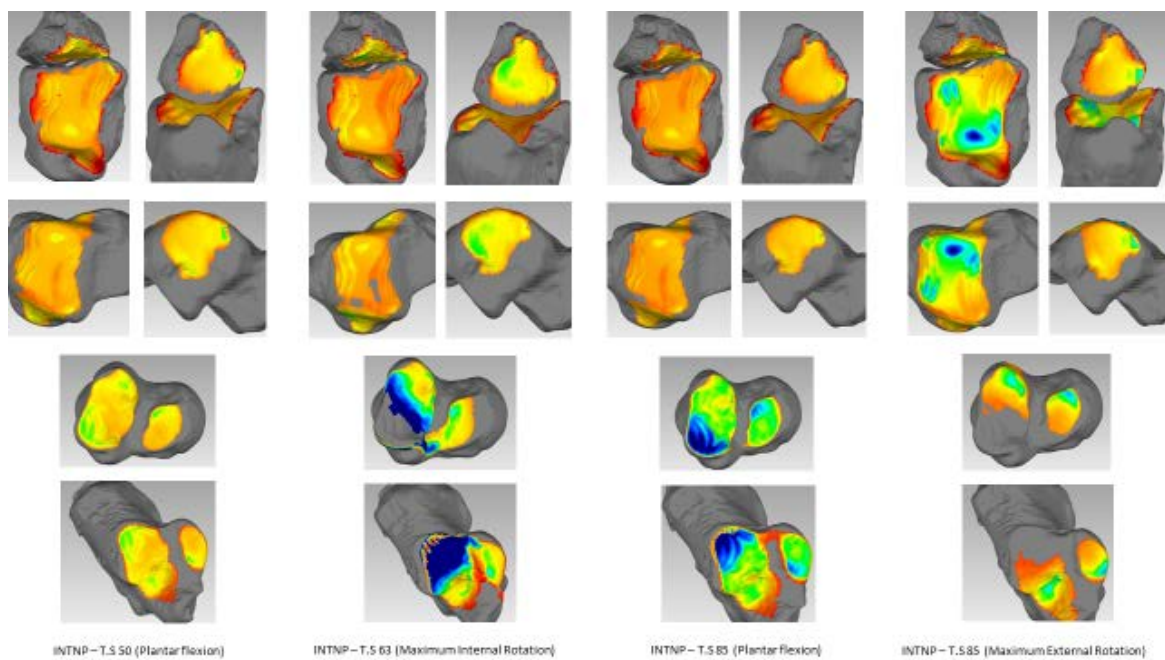 INTNP – T.S 50 (Plantar flexion)
INTNP – T.S 63 (Maximum Internal Rotation)
INTNP – T.S 85 (Plantar flexion)
INTNP – T.S 85 (Maximum External Rotation)